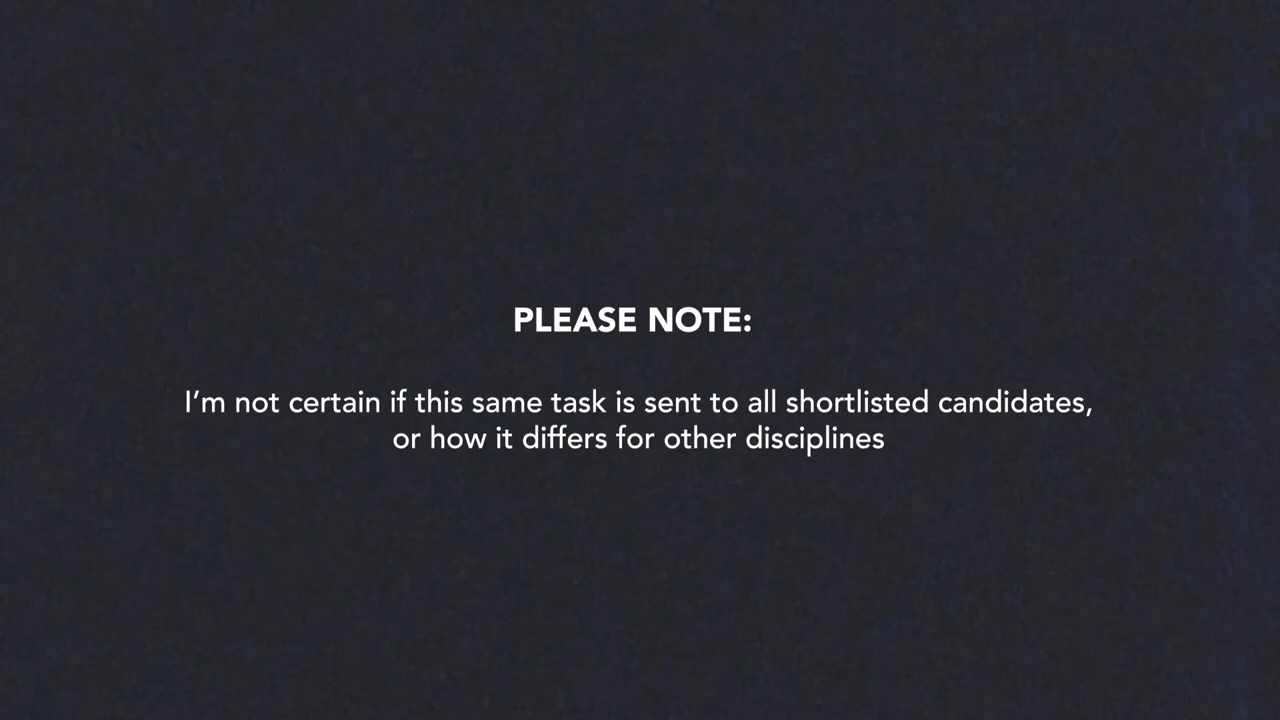 PLEASE NOTE:
I’m not certain if this same task is sent to all shortlisted candidates,
or how it differs for other disciplines